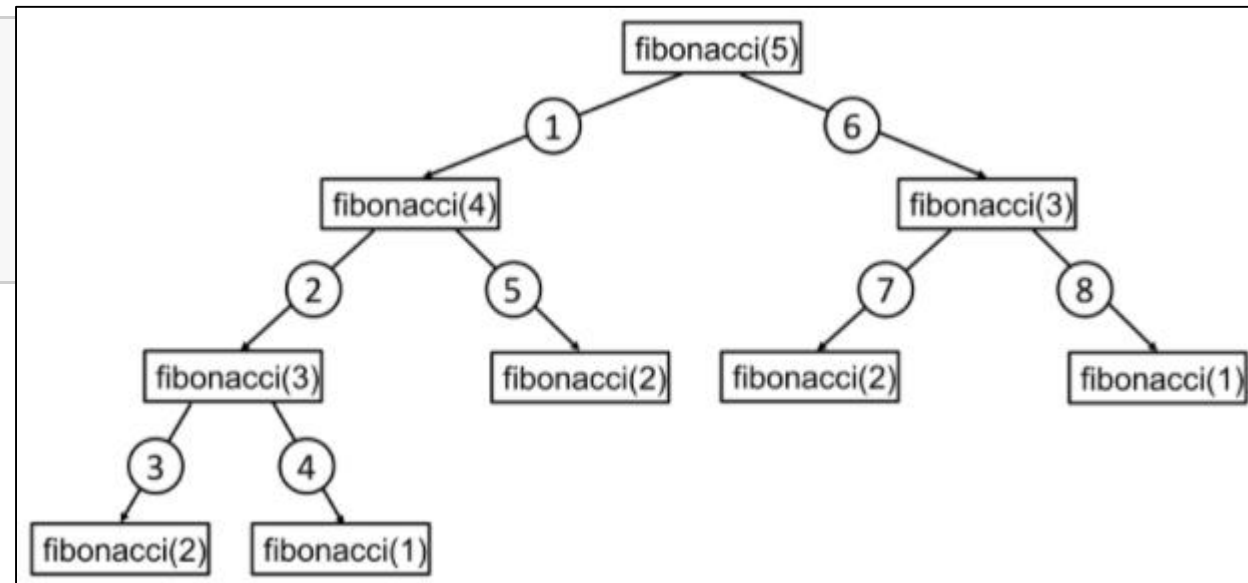 fibonacci(5)
1
6
fibonacci(4)
fibonacci(3)
2
5
7
8
fibonacci(3)
fibonacci(2)
fibonacci(2)
fibonacci(1)
3
4
fibonacci(2)
fibonacci(1)